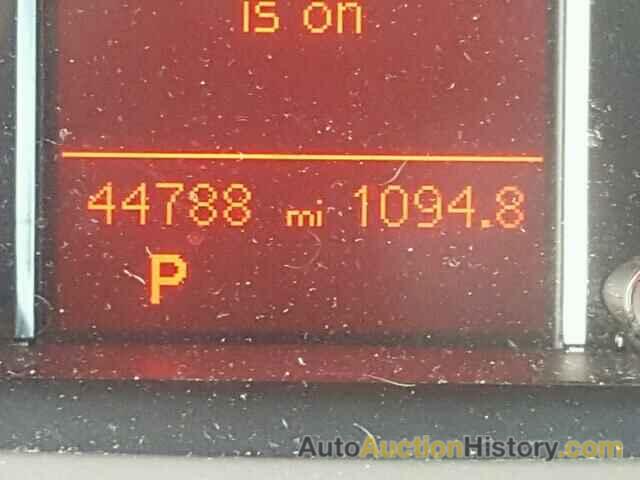 is on
44788 mi 1094.8
P
AutoAuctionHistory.com